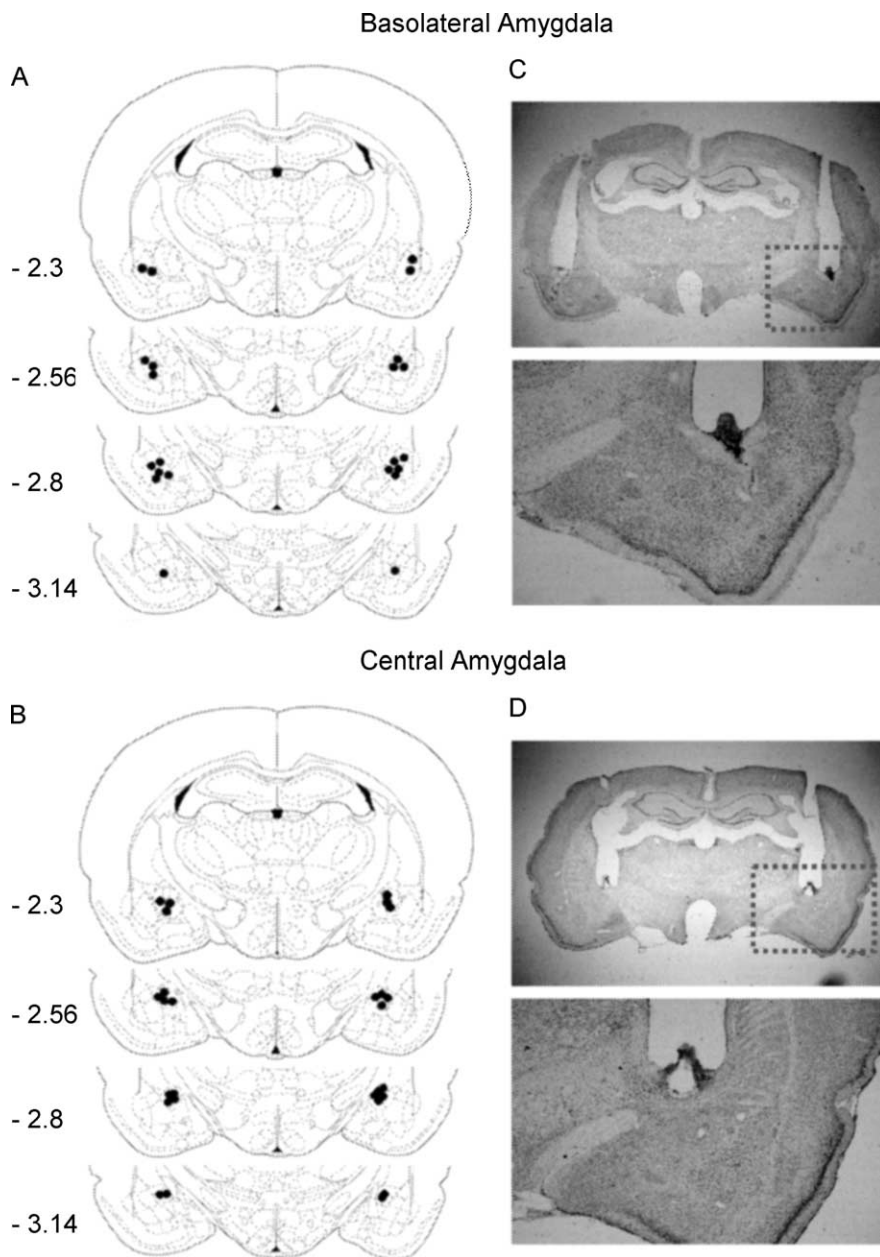 Basolateral Amygdala
A
C
- 2.3
- 2.56
- 2.8
- 3.14
Central Amygdala
B
D
- 2.3
- 2.56
- 2.8
- 3.14